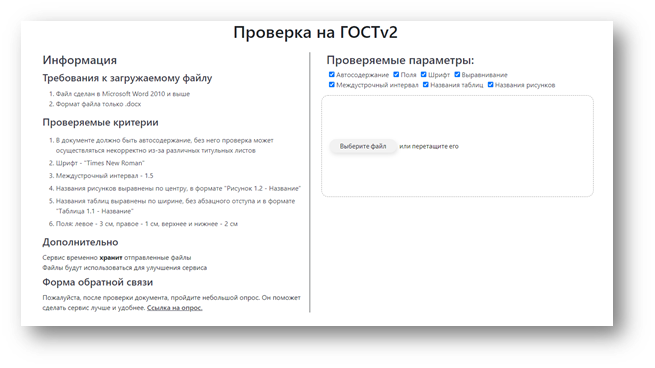 Проверка на ГОСТv2
Информация
Требования к загружаемому файлу
1. Файл сделан в Microsoft Word 2010 и выше
2. Формат файла только .docx
Проверяемые критерии
1. В документе должно быть автосодержание, без него проверка может
осуществляться некорректно из-за различных титульных листов
2. Шрифт - "Times New Roman"
3. Междустрочный интервал - 1.5
4. Названия рисунков выравнены по центру, в формате "Рисунок 1.2 - Название"
5. Названия таблиц выравнены по ширине, без абзацного отступа и в формате
"Таблица 1.1 - Название"
6. Поля: левое - 3 см, правое - 1 см, верхнее и нижнее - 2 см
Дополнительно
Сервис временно хранит отправленные файлы
Файлы будут использоваться для улучшения сервиса
Форма обратной связи
Пожалуйста, после проверки документа, пройдите небольшой опрос. Он поможет
сделать сервис лучше и удобнее. Ссылка на опрос.
Проверяемые параметры:
Автосодержание Поля Шрифт Выравнивание
Междустрочный интервал Названия таблиц Названия рисунков
Выберите файл или перетащите его